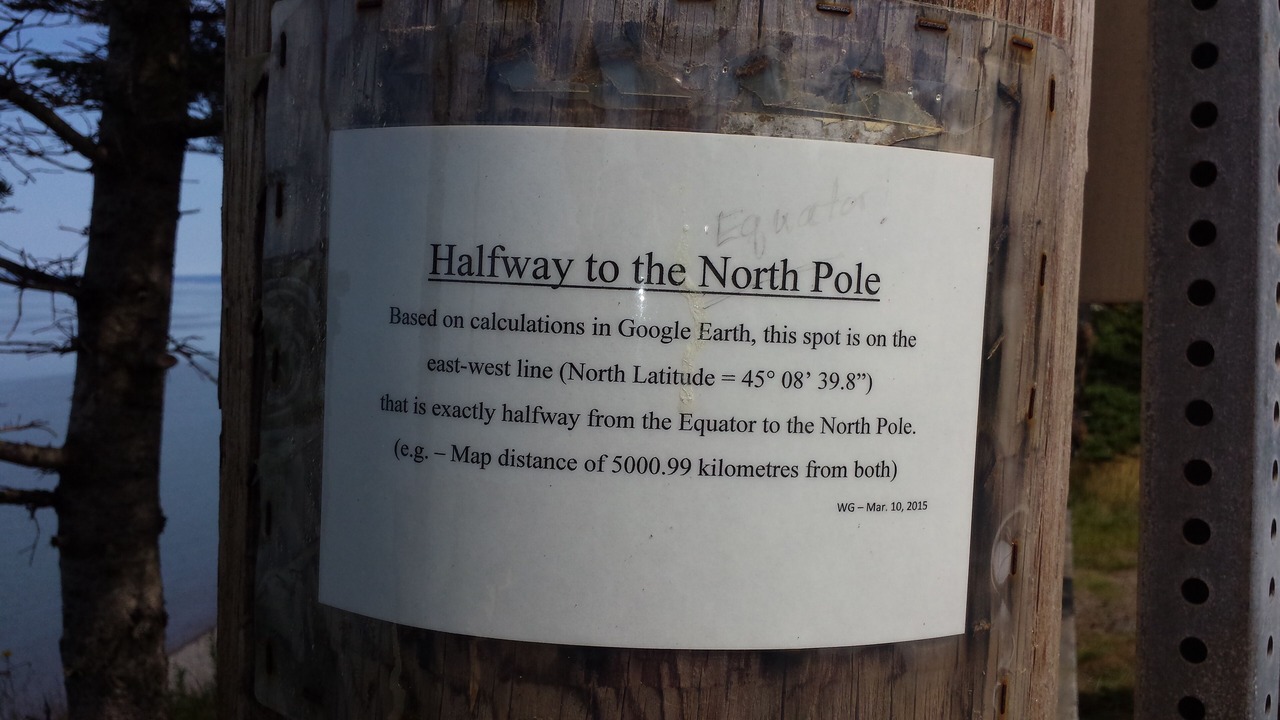 Equator
Halfway to the North Pole
Based on calculations in Google Earth, this spot is on the
east-west line (North Latitude = 45° 08’ 39.8”)
that is exactly halfway from the Equator to the North Pole.
(e.g. – Map distance of 5000.99 kilometres from both)
WG – Mar. 10, 2015